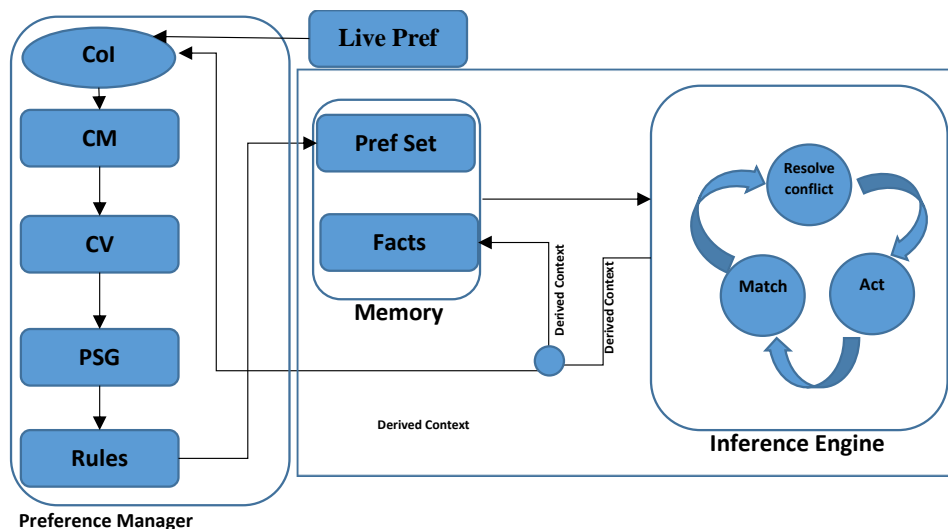 Live Pref
CoI
CM
CV
PSG
Rules
Preference Manager
Pref Set
Facts
Memory
Derived Context
Derived Context
Derived Context
Resolve
conflict
Match
Act
Inference Engine